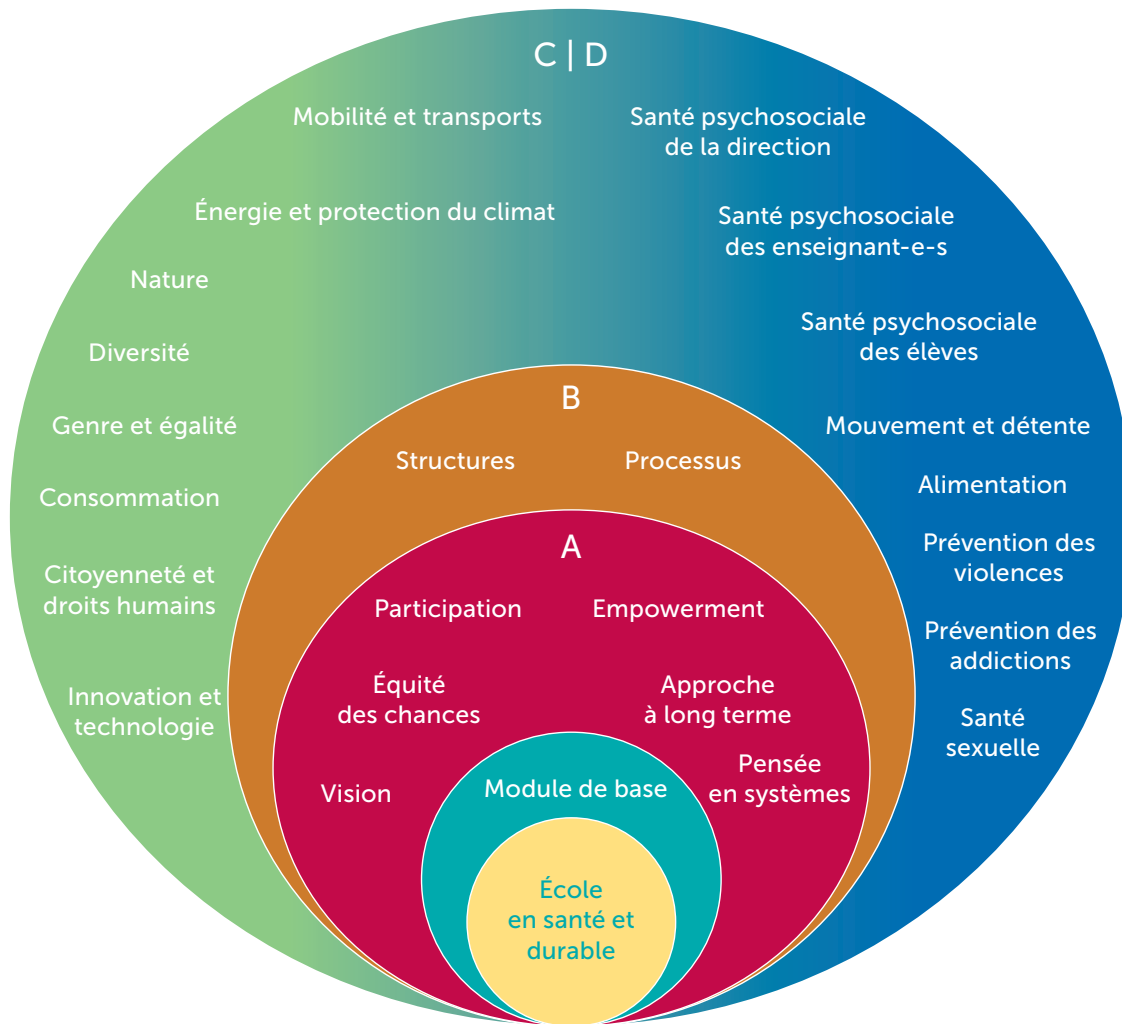 C | D
Mobilité et transports
Santé psychosociale
de la direction
Énergie et protection du climat
Santé psychosociale
des enseignant-e-s
Nature
Santé psychosociale
des élèves
Diversité
B
Genre et égalité
Mouvement et détente
Structures
Processus
Consommation
Alimentation
A
Prévention des
violences
Citoyenneté et
droits humains
Participation
Empowerment
Prévention des
addictions
Équité
des chances
Approche
à long terme
Innovation et
technologie
Santé
sexuelle
Vision
Module de base
Pensée
en systèmes
École
en santé et
durable